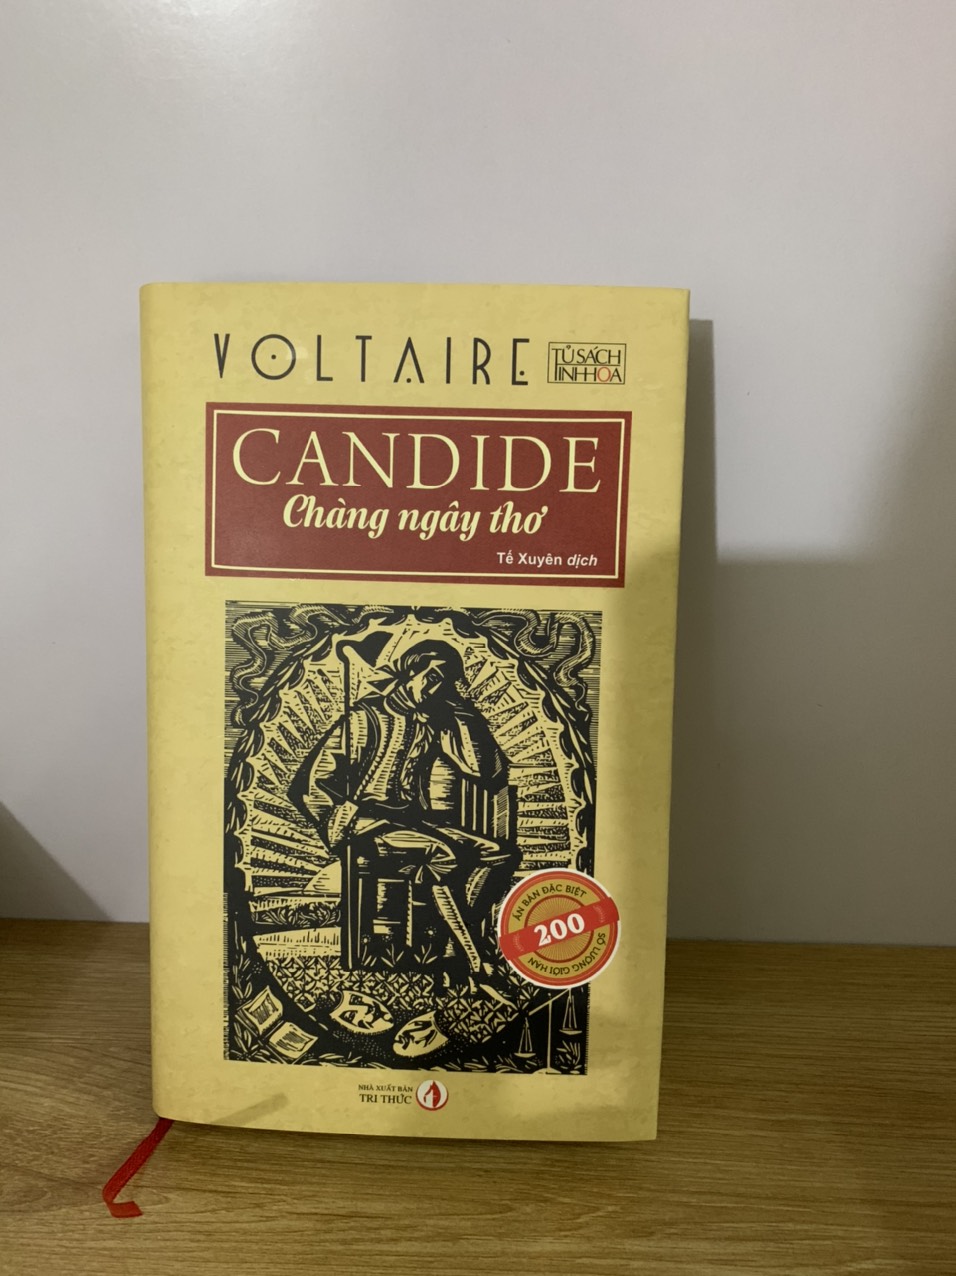 VOLTAIRE
TỦ SÁCH
TINH HOA
CANDIDE
Chàng ngây thơ
Tế Xuyên dịch
ẤN BẢN ĐẶC BIỆT
200
SỐ LƯỢNG GIỚI HẠN
NHÀ XUẤT BẢN
TRI THỨC